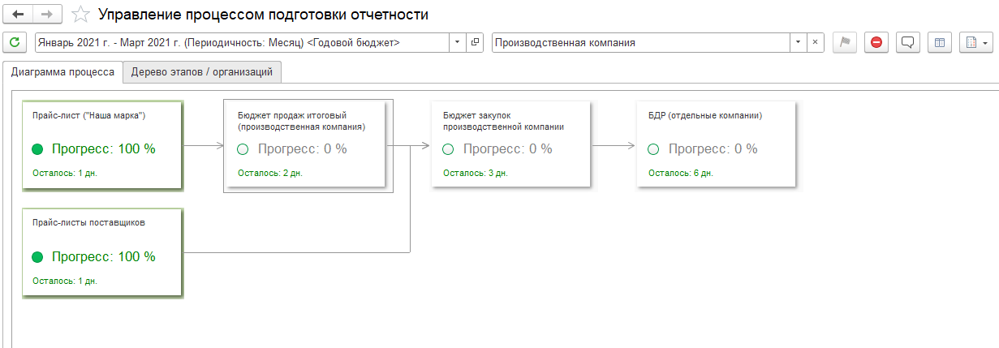 Управление процессом подготовки отчетности
Январь 2021 г. - Март 2021 г. (Периодичность: Месяц) <Годовой бюджет>
Производственная компания
Диаграмма процесса
Дерево этапов / организаций
Прайс-лист ("Наша марка")
Прогресс: 100 %
Осталось: 1 дн.
Бюджет продаж итоговый
(производственная компания)
Прогресс: 0 %
Осталось: 2 дн.
Бюджет закупок
производственной компании
Прогресс: 0 %
Осталось: 3 дн.
БДР (отдельные компании)
Прогресс: 0 %
Осталось: 6 дн.
Прайс-листы поставщиков
Прогресс: 100 %
Осталось: 1 дн.